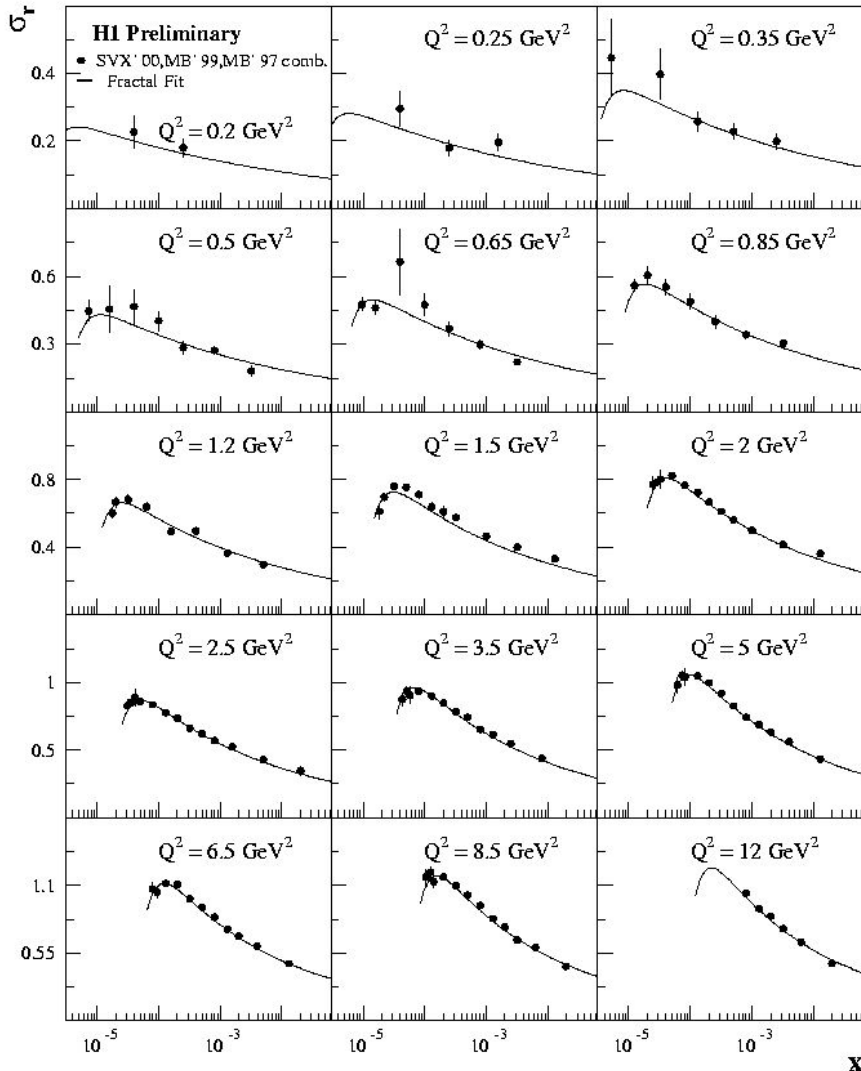 σr
H1 Preliminary
SVX' 00,MB' 99,MB' 97 comb.
Fractal Fit
Q² = 0.2 GeV²
Q² = 0.25 GeV²
Q² = 0.35 GeV²
0.4
0.2
Q² = 0.5 GeV²
Q² = 0.65 GeV²
Q² = 0.85 GeV²
0.6
0.3
Q² = 1.2 GeV²
Q² = 1.5 GeV²
Q² = 2 GeV²
0.8
0.4
Q² = 2.5 GeV²
Q² = 3.5 GeV²
Q² = 5 GeV²
1
0.5
Q² = 6.5 GeV²
Q² = 8.5 GeV²
Q² = 12 GeV²
1.1
0.55
10⁻⁵ 10⁻³ 10⁻⁵ 10⁻³ 10⁻⁵ 10⁻³
x